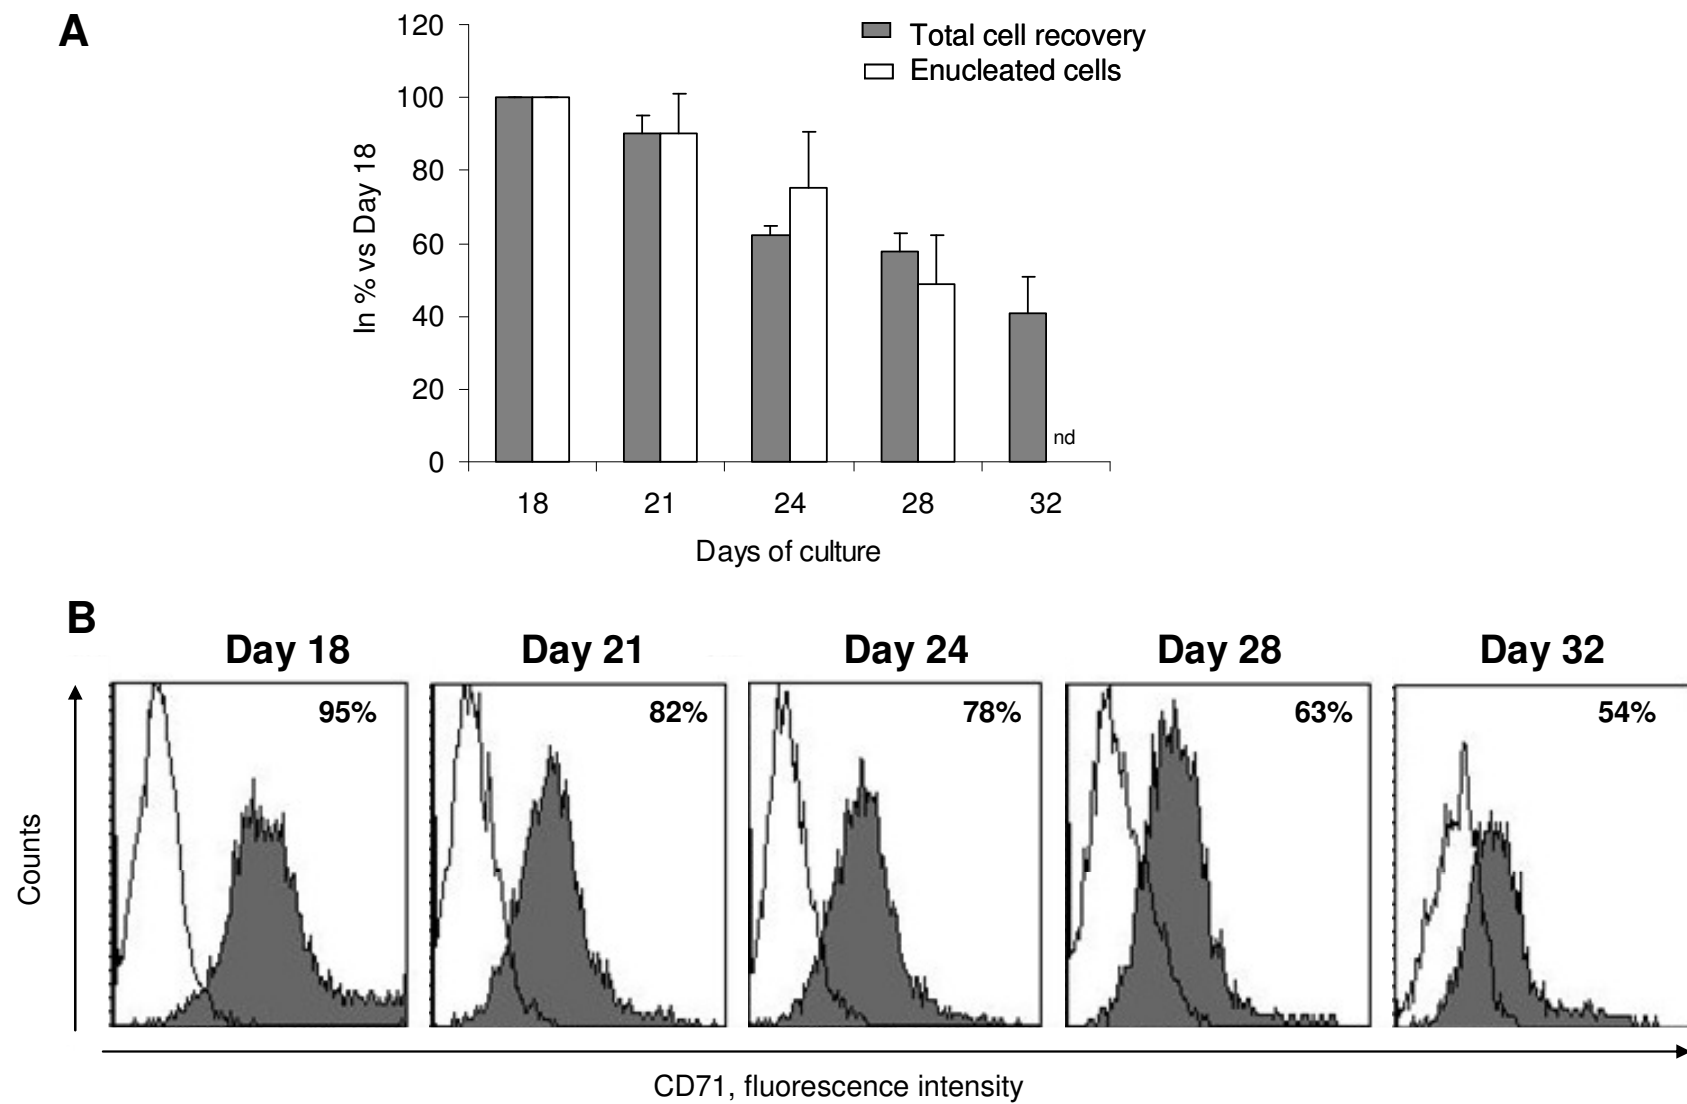 A
Total cell recovery
Enucleated cells
In % vs Day 18
120
100
80
60
40
20
0
nd
18 21 24 28 32
Days of culture
B
Day 18 Day 21 Day 24 Day 28 Day 32
95% 82% 78% 63% 54%
Counts
CD71, fluorescence intensity